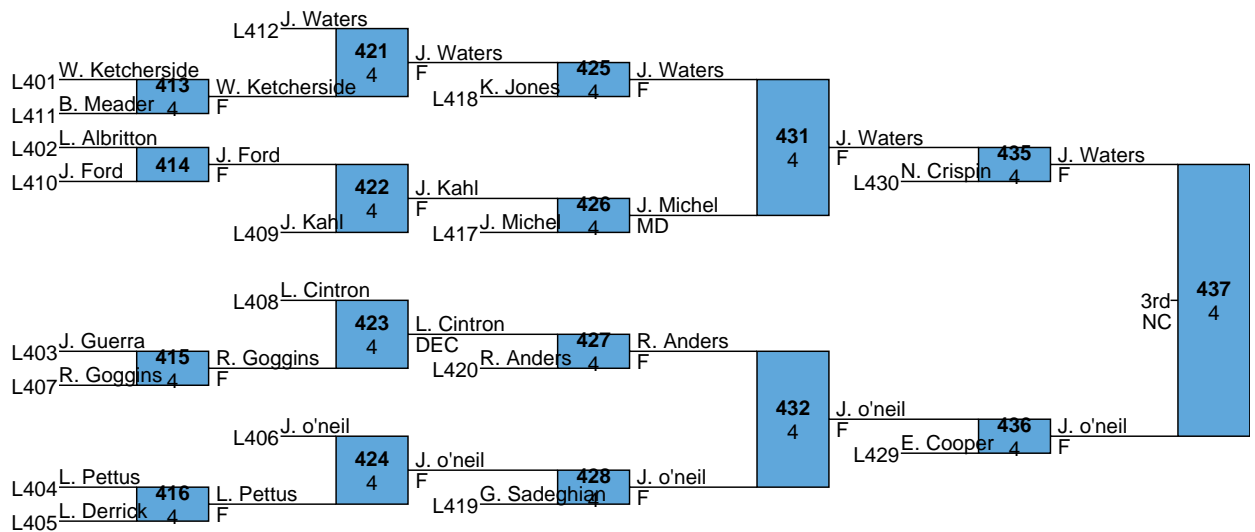 J. Waters
L412
421
4
J. Waters
F
W. Ketcherside
L401
413
4
W. Ketcherside
F
B. Meader
L411
425
4
J. Waters
F
K. Jones
L418
L. Albritton
L402
414
J. Ford
F
J. Ford
L410
422
4
J. Kahl
F
J. Kahl
L409
426
4
J. Michel
MD
J. Michel
L417
431
4
J. Waters
F
435
4
J. Waters
F
N. Crispin
L430
L. Cintron
L408
423
4
L. Cintron
DEC
J. Guerra
L403
415
4
R. Goggins
F
R. Goggins
L407
427
4
R. Anders
F
R. Anders
L420
J. o'neil
L406
424
4
J. o'neil
F
L. Pettus
L404
416
4
L. Pettus
F
L. Derrick
L405
428
4
J. o'neil
F
G. Sadeghian
L419
432
4
J. o'neil
F
436
4
J. o'neil
F
E. Cooper
L429
3rd
NC
437
4